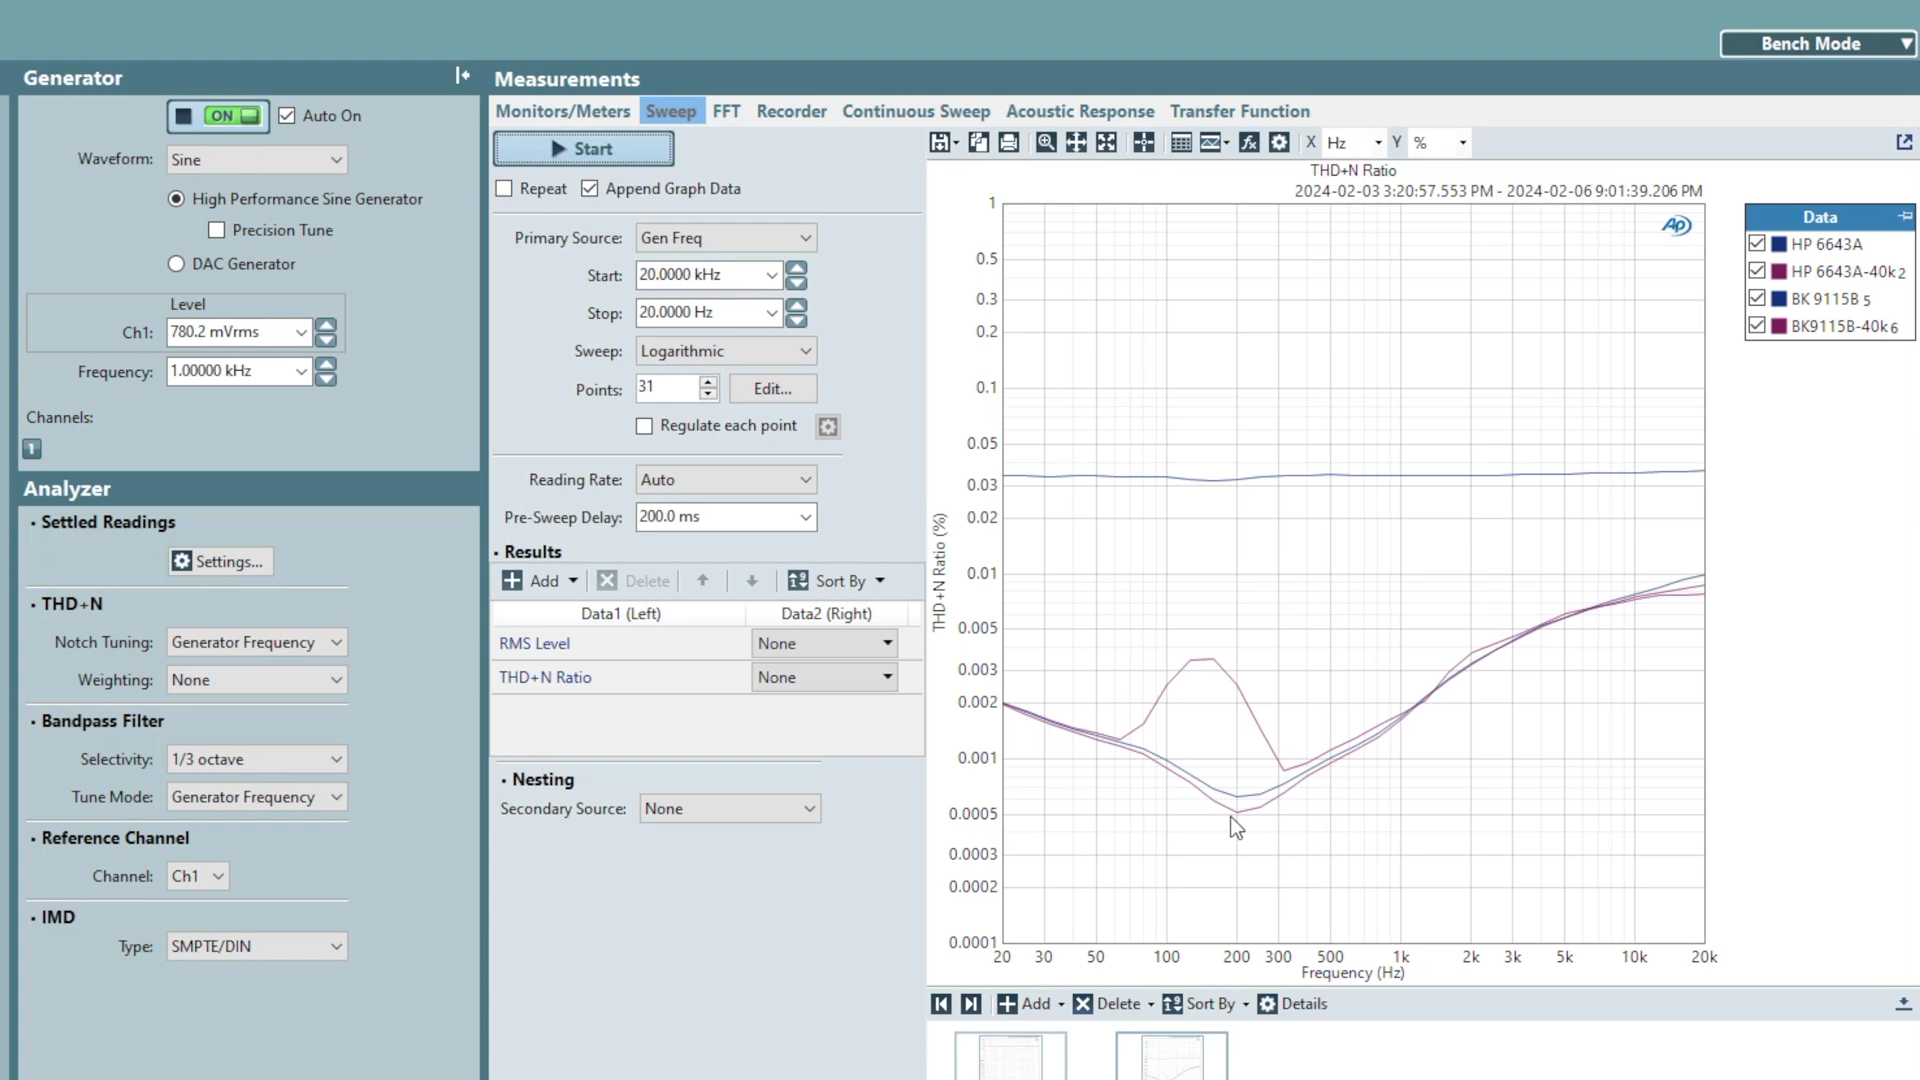 Bench Mode
Generator
ON Auto On
Waveform: Sine
High Performance Sine Generator
Precision Tune
DAC Generator
Level
Ch1: 780.2 mVrms
Frequency: 1.00000 kHz
Channels:
1
Analyzer
Settled Readings
Settings...
THD+N
Notch Tuning: Generator Frequency
Weighting: None
Bandpass Filter
Selectivity: 1/3 octave
Tune Mode: Generator Frequency
Reference Channel
Channel: Ch1
IMD
Type: SMPTE/DIN
Measurements
Monitors/Meters Sweep FFT Recorder Continuous Sweep Acoustic Response Transfer Function
Start
Repeat Append Graph Data
Primary Source: Gen Freq
Start: 20.0000 kHz
Stop: 20.0000 Hz
Sweep: Logarithmic
Points: 31 Edit...
Regulate each point
Reading Rate: Auto
Pre-Sweep Delay: 200.0 ms
Results
Add Delete Sort By
Data1 (Left) Data2 (Right)
RMS Level None
THD+N Ratio None
Nesting
Secondary Source: None
X Hz Y %
THD+N Ratio
2024-02-03 3:20:57.553 PM - 2024-02-06 9:01:39.206 PM
AP
1
0.5
0.3
0.2
0.1
0.05
0.03
0.02
0.01
0.005
0.003
0.002
0.001
0.0005
0.0003
0.0002
0.0001
THD+N Ratio (%)
20 30 50 100 200 300 500 1k 2k 3k 5k 10k 20k
Frequency (Hz)
Data
HP 6643A
HP 6643A-40k 2
BK 9115B 5
BK9115B-40k 6
Add Delete Sort By Details